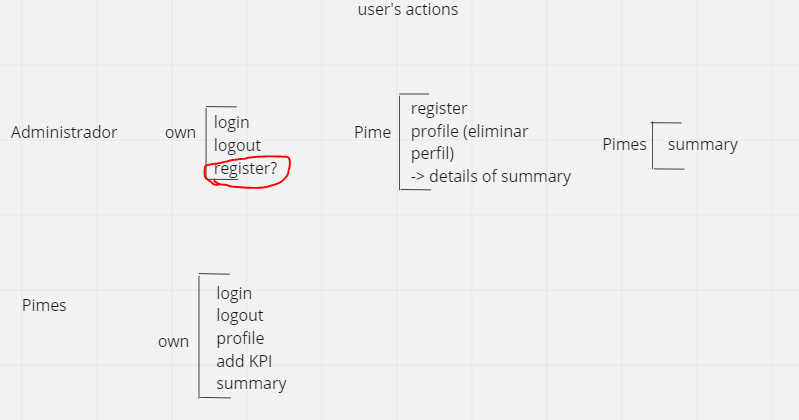 user's actions
Administrador
own
login
logout
register?
Pime
register
profile (eliminar
perfil)
-> details of summary
Pimes
summary
Pimes
own
login
logout
profile
add KPI
summary